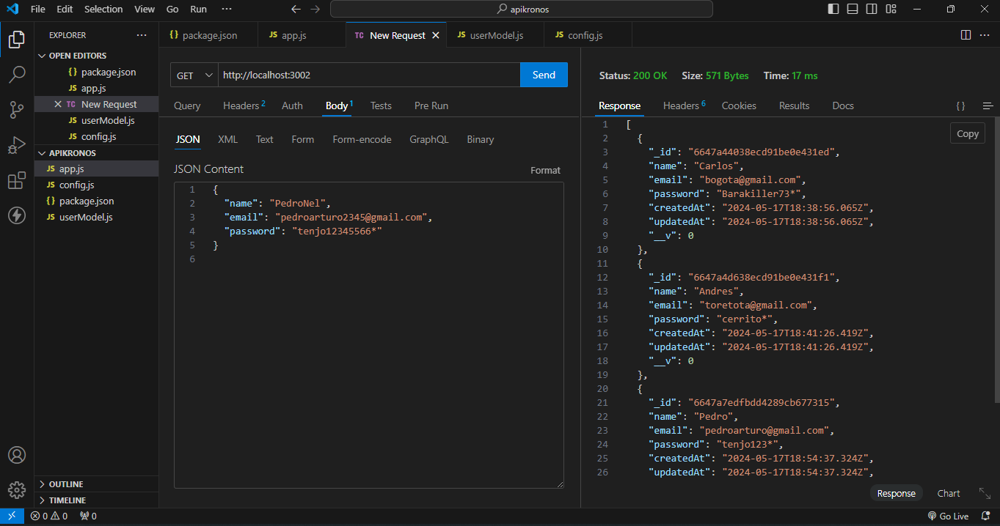 File Edit Selection View Go Run ··· apikronos
EXPLORER ···
OPEN EDITORS
{} package.json
JS app.js
TC New Request
JS userModel.js
JS config.js
APIKRONOS
JS app.js
JS config.js
{} package.json
JS userModel.js
OUTLINE
TIMELINE
{} package.json JS app.js TC New Request JS userModel.js JS config.js ···
GET http://localhost:3002 Send
Query Headers 2 Auth Body 1 Tests Pre Run
JSON XML Text Form Form-encode GraphQL Binary
JSON Content Format
1 {
2 "name": "PedroNel",
3 "email": "pedroarturo2345@gmail.com",
4 "password": "tenjo12345566*"
5 }
6
Status: 200 OK Size: 571 Bytes Time: 17 ms
Response Headers 6 Cookies Results Docs {}
Copy
1 [
2 {
3 "_id": "6647a44038ecd91be0e431ed",
4 "name": "Carlos",
5 "email": "bogota@gmail.com",
6 "password": "Barakiller73*",
7 "createdAt": "2024-05-17T18:38:56.065Z",
8 "updatedAt": "2024-05-17T18:38:56.065Z",
9 "__v": 0
10 },
11 {
12 "_id": "6647a4d638ecd91be0e431f1",
13 "name": "Andres",
14 "email": "toretota@gmail.com",
15 "password": "cerrito*",
16 "createdAt": "2024-05-17T18:41:26.419Z",
17 "updatedAt": "2024-05-17T18:41:26.419Z",
18 "__v": 0
19 },
20 {
21 "_id": "6647a7edfbdd4289cb677315",
22 "name": "Pedro",
23 "email": "pedroarturo@gmail.com",
24 "password": "tenjo123*",
25 "createdAt": "2024-05-17T18:54:37.324Z",
26 "updatedAt": "2024-05-17T18:54:37.324Z",
Response Chart
0 0 0 Go Live